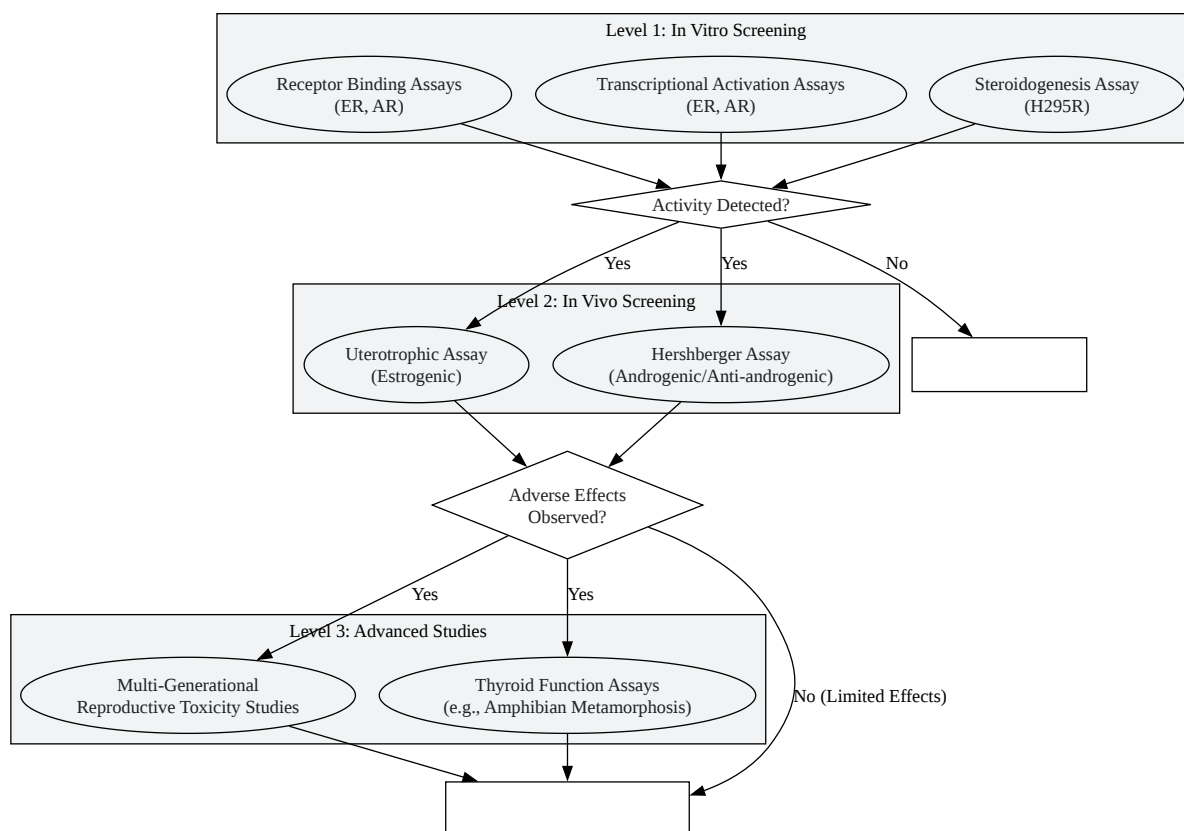 Level 1: In Vitro Screening
Receptor Binding Assays
(ER, AR)
Transcriptional Activation Assays
(ER, AR)
Steroidogenesis Assay
(H295R)
Activity Detected?
Yes
Yes
No
Level 2: In Vivo Screening
Uterotrophic Assay
(Estrogenic)
Hershberger Assay
(Androgenic/Anti-androgenic)
Adverse Effects
Observed?
Yes
Yes
Level 3: Advanced Studies
Multi-Generational
Reproductive Toxicity Studies
Thyroid Function Assays
(e.g., Amphibian Metamorphosis)
No (Limited Effects)